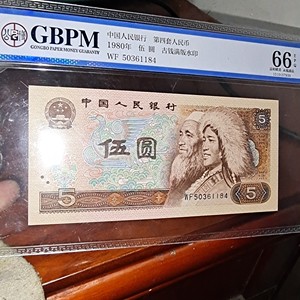 GBPM
GONGBO PAPER MONEY GUARANTY
中国人民银行 第四套人民币
1980年 伍圆 古钱满版水印
WF 50361184
66 EPQ
中国人民银行
伍圆
WF50361184
5
5